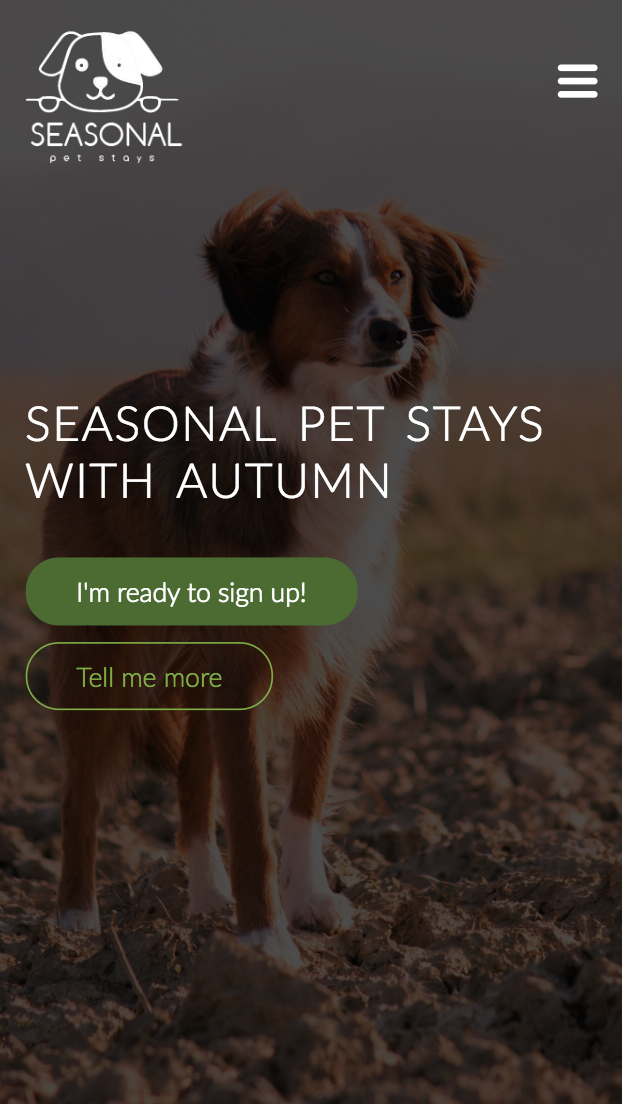 SEASONAL
pet stays
SEASONAL PET STAYS
WITH AUTUMN
I'm ready to sign up!
Tell me more